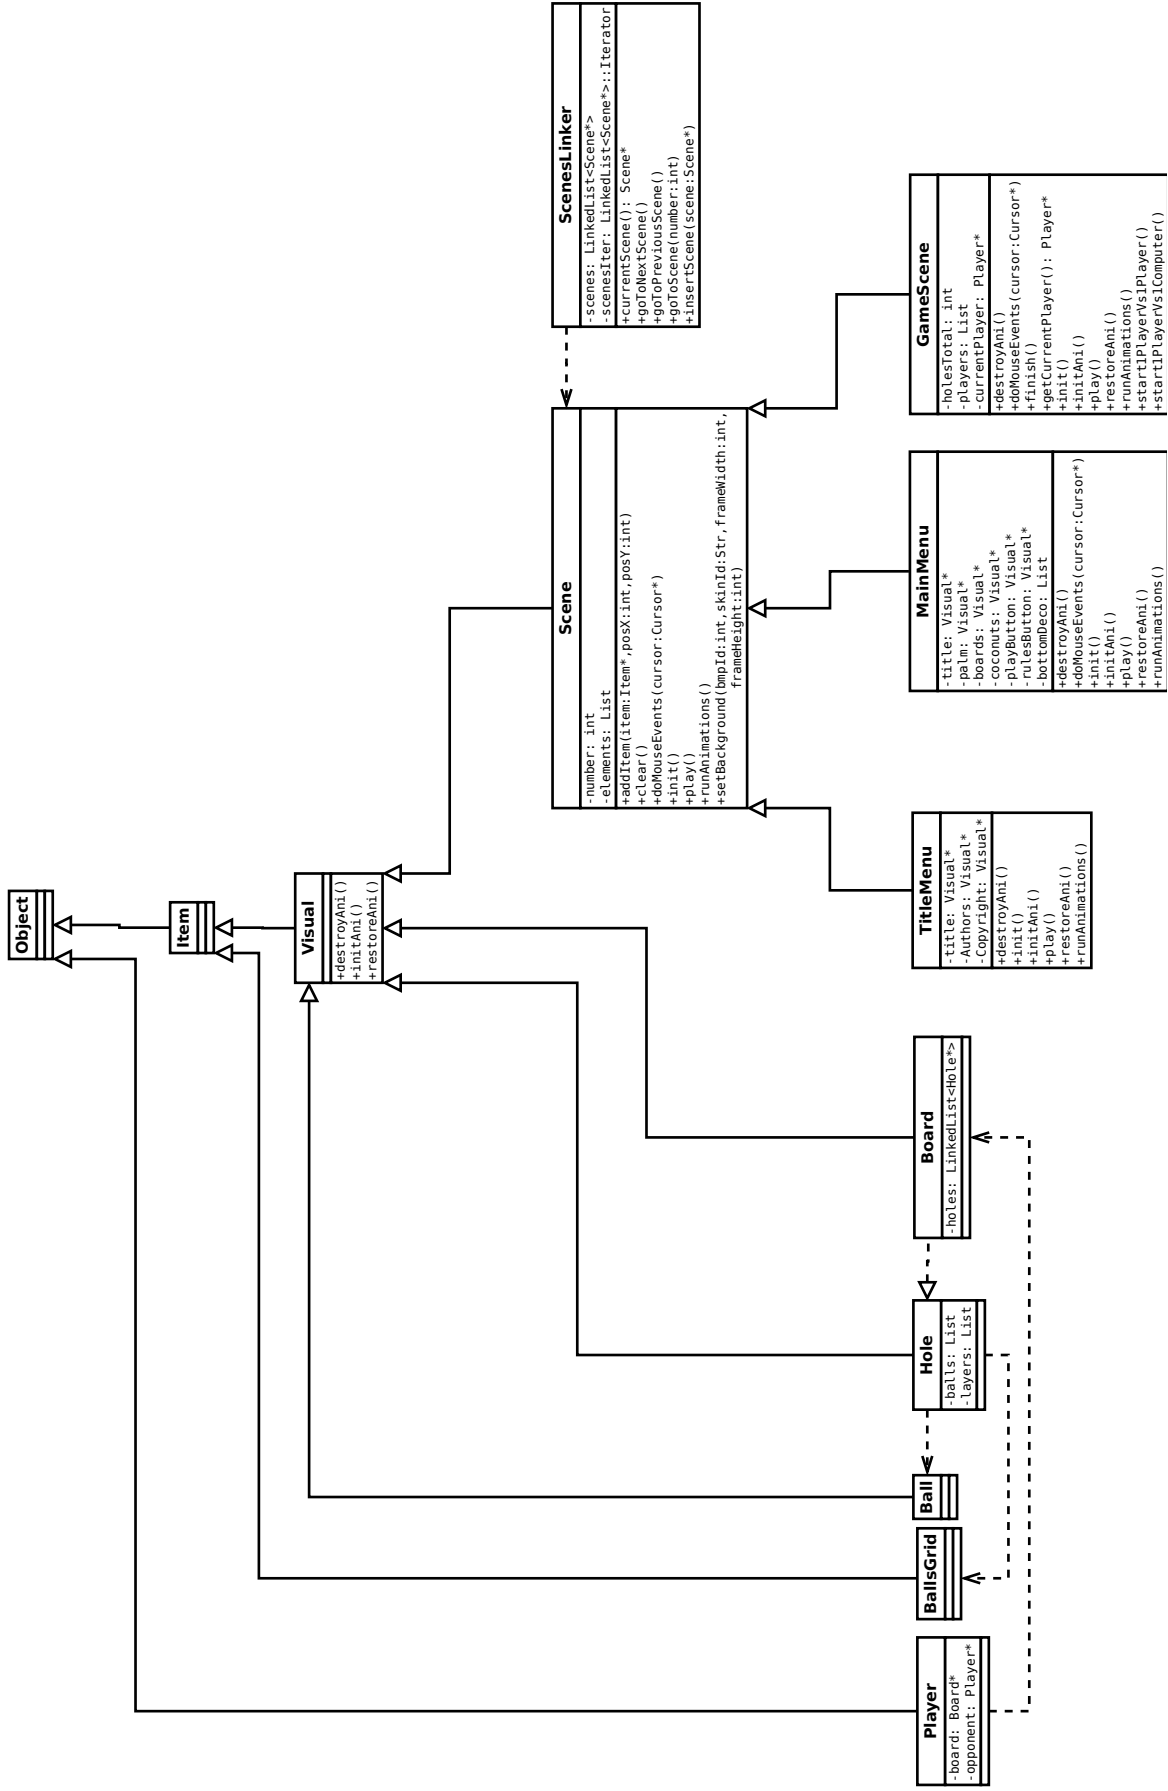 Object
Item
Visual
+destroyAni()
+initAni()
+restoreAni()
Player
-board: Board*
-opponent: Player*
BallsGrid
Ball
Hole
-balls: List
-layers: List
Board
-holes: LinkedList<Hole*>
Scene
-number: int
-elements: List
+addItem(item:Item*,posX:int,posY:int)
+clear()
+doMouseEvents(cursor:Cursor*)
+init()
+play()
+runAnimations()
+setBackground(bmpId:int,skinId:Str,frameWidth:int,
frameHeight:int)
ScenesLinker
-scenes: LinkedList<Scene*>
-scenesIter: LinkedList<Scene*>::Iterator
+currentScene(): Scene*
+goToNextScene()
+goToPreviousScene()
+goToScene(number:int)
+insertScene(scene:Scene*)
TitleMenu
-title: Visual*
-Authors: Visual*
-Copyright: Visual*
+destroyAni()
+init()
+initAni()
+play()
+restoreAni()
+runAnimations()
MainMenu
-title: Visual*
-palm: Visual*
-boards: Visual*
-coconuts: Visual*
-playButton: Visual*
-rulesButton: Visual*
-bottomDeco: List
+destroyAni()
+doMouseEvents(cursor:Cursor*)
+init()
+initAni()
+play()
+restoreAni()
+runAnimations()
GameScene
-holesTotal: int
-players: List
-currentPlayer: Player*
+destroyAni()
+doMouseEvents(cursor:Cursor*)
+finish()
+getCurrentPlayer(): Player*
+init()
+initAni()
+play()
+restoreAni()
+runAnimations()
+start1PlayerVs1Player()
+start1PlayerVs1Computer()